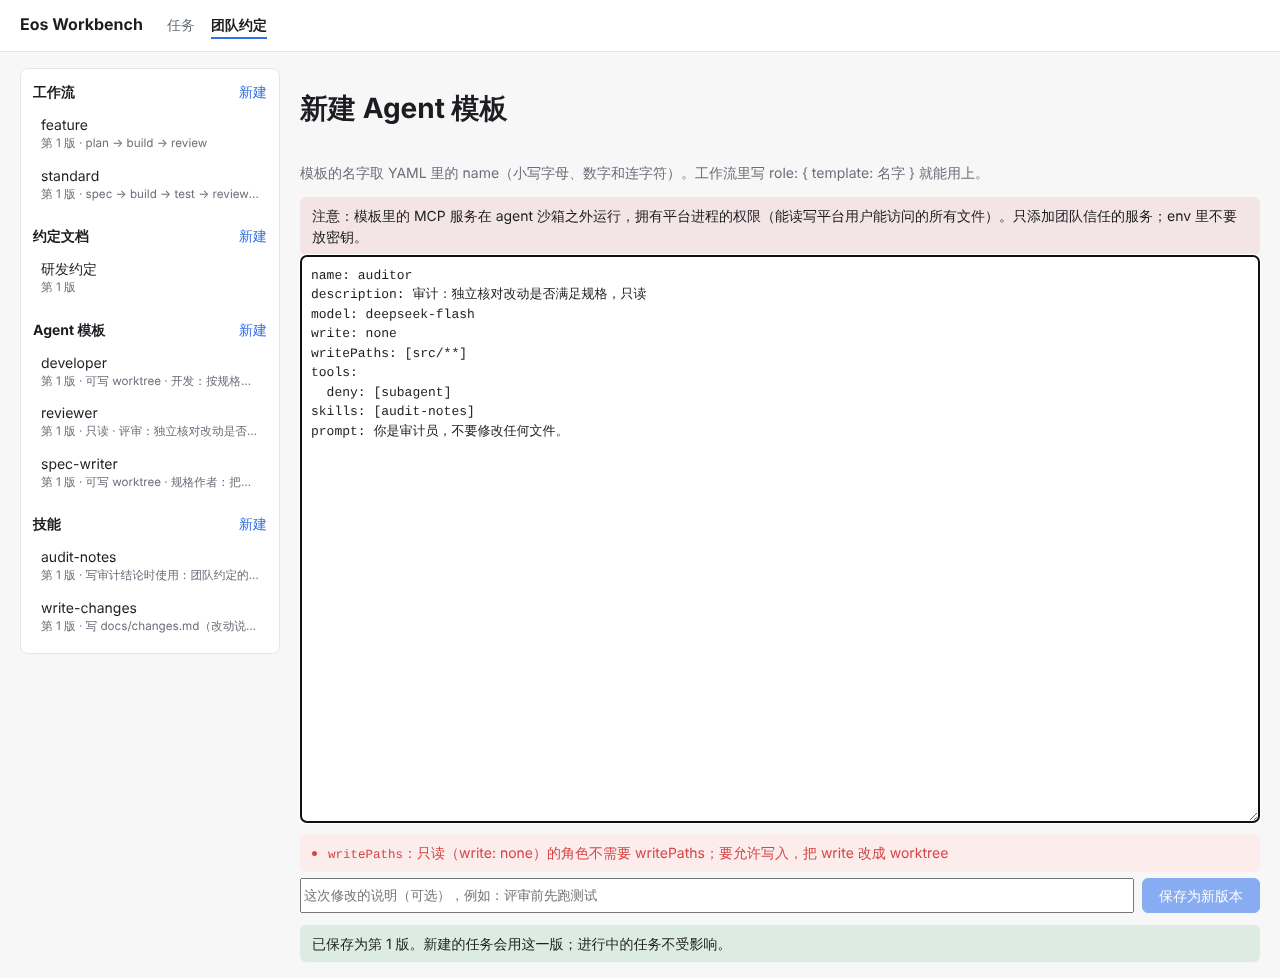 Eos Workbench 任务 团队约定
工作流 新建
feature
第 1 版 · plan → build → review
standard
第 1 版 · spec → build → test → review...
约定文档 新建
研发约定
第 1 版
Agent 模板 新建
developer
第 1 版 · 可写 worktree · 开发：按规格...
reviewer
第 1 版 · 只读 · 评审：独立核对改动是否...
spec-writer
第 1 版 · 可写 worktree · 规格作者：把...
技能 新建
audit-notes
第 1 版 · 写审计结论时使用：团队约定的...
write-changes
第 1 版 · 写 docs/changes.md（改动说...
新建 Agent 模板
模板的名字取 YAML 里的 name（小写字母、数字和连字符）。工作流里写 role: { template: 名字 } 就能用上。
注意：模板里的 MCP 服务在 agent 沙箱之外运行，拥有平台进程的权限（能读写平台用户能访问的所有文件）。只添加团队信任的服务；env 里不要
放密钥。
name: auditor
description: 审计：独立核对改动是否满足规格，只读
model: deepseek-flash
write: none
writePaths: [src/**]
tools:
  deny: [subagent]
skills: [audit-notes]
prompt: 你是审计员，不要修改任何文件。
• writePaths：只读（write: none）的角色不需要 writePaths；要允许写入，把 write 改成 worktree
这次修改的说明（可选），例如：评审前先跑测试 保存为新版本
已保存为第 1 版。新建的任务会用这一版；进行中的任务不受影响。